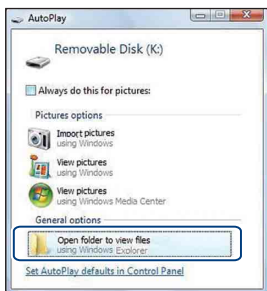 AutoPlay
Removable Disk (K:)
Always do this for pictures:
Pictures options
Import pictures
using Windows
View pictures
using Windows
View pictures
using Windows Media Center
General options
Open folder to view files
using Windows Explorer
Set AutoPlay defaults in Control Panel